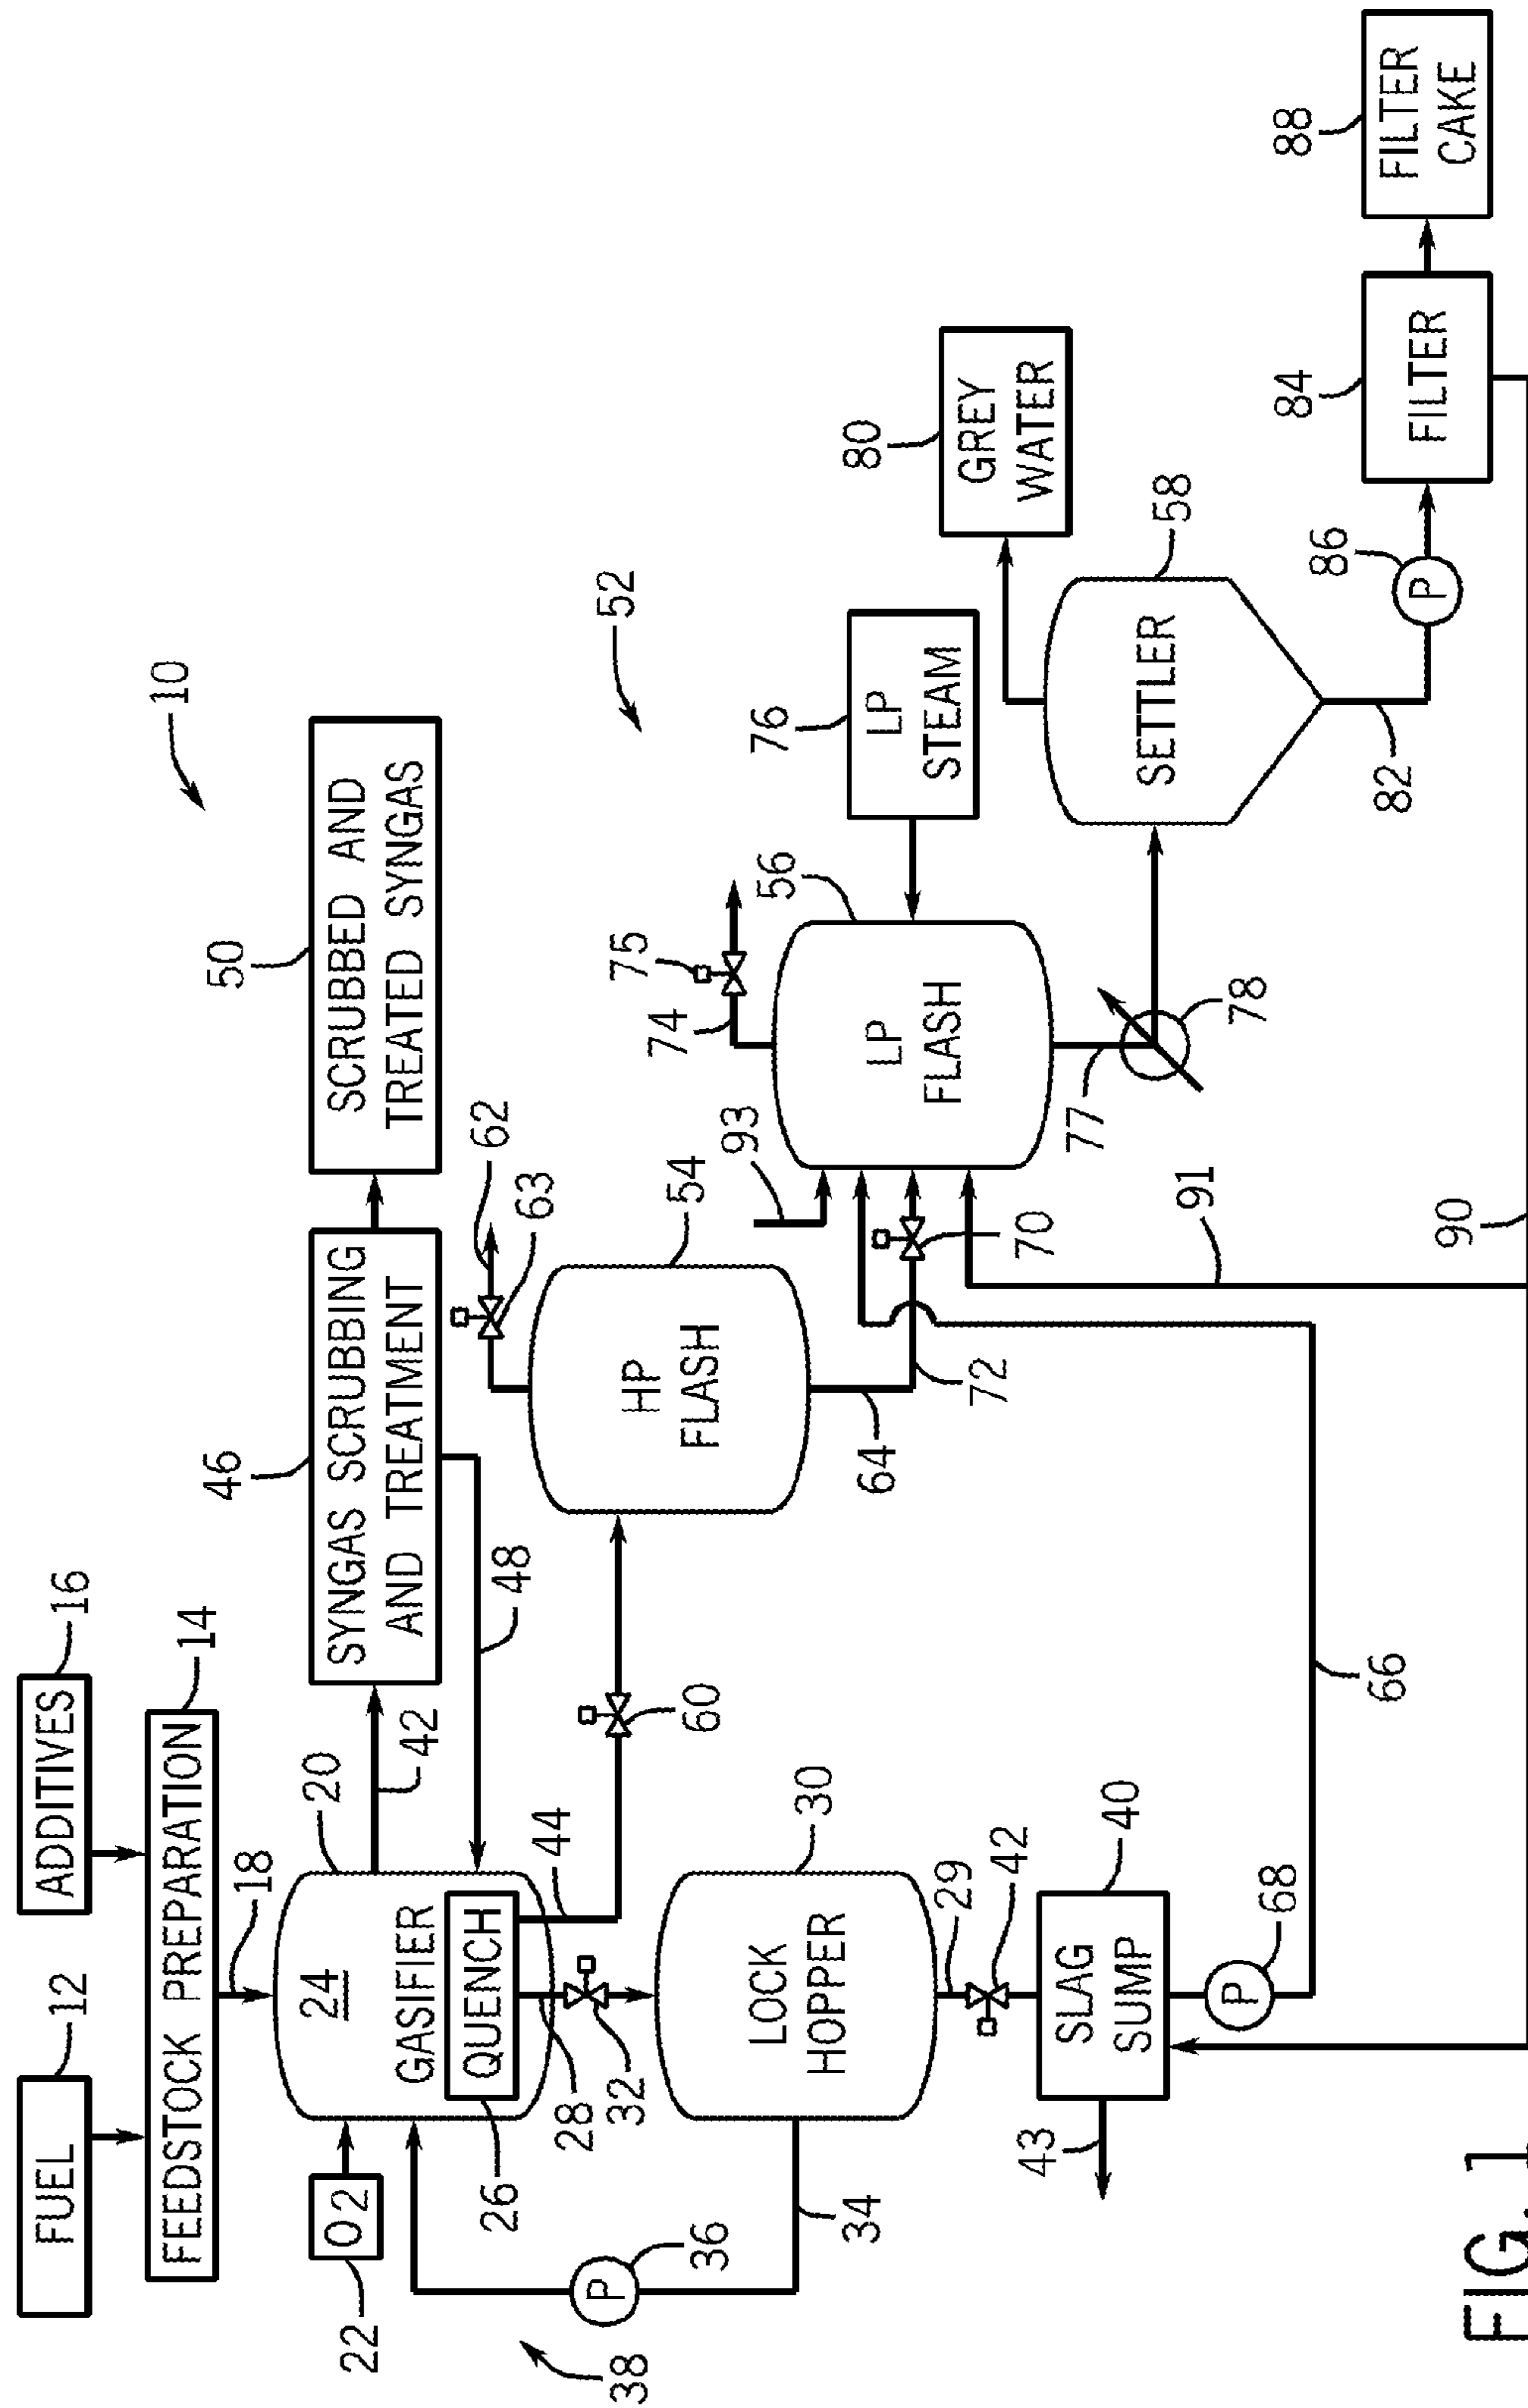 10
FUEL
12
ADDITIVES
16
FEEDSTOCK PREPARATION
14
18
O2
22
24
GASIFIER
20
QUENCH
26
42
SYNGAS SCRUBBING
AND TREATMENT
46
48
SCRUBBED AND
TREATED SYNGAS
50
28
32
44
60
38
P
36
34
LOCK
HOPPER
30
29
42
SLAG
SUMP
40
43
P
68
66
HP
FLASH
54
62
63
64
72
70
52
LP
FLASH
56
93
74
75
LP
STEAM
76
77
78
91
SETTLER
58
GREY
WATER
80
82
P
86
FILTER
84
FILTER
CAKE
88
90
FIG. 1